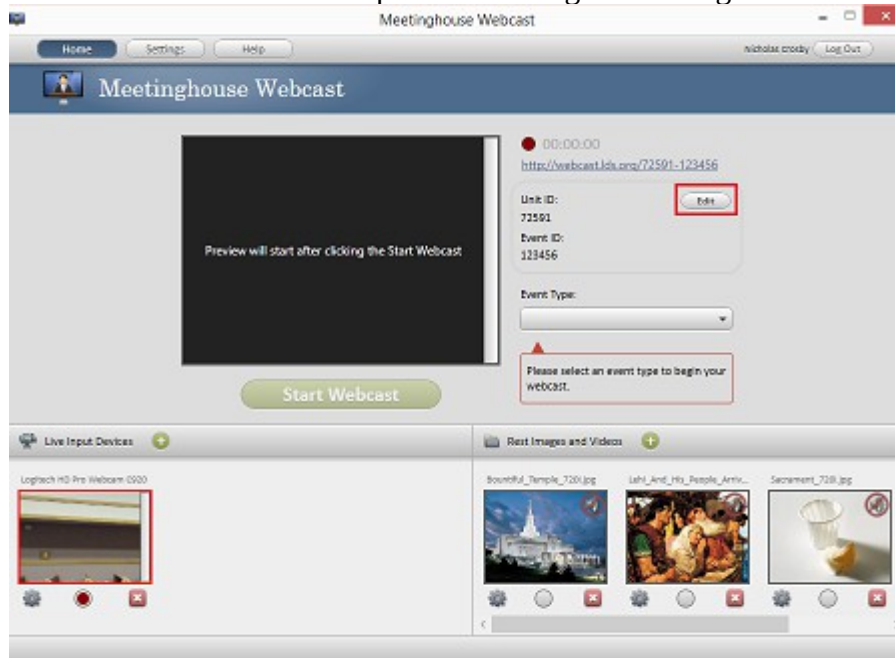 Meetinghouse Webcast
Home Settings Help nicholas crosby Log Out
Meetinghouse Webcast
00:00:00
http://webcast.lds.org/72591-123456
Unit ID: Edit
72591
Event ID:
123456
Preview will start after clicking the Start Webcast
Event Type:
Please select an event type to begin your
webcast.
Start Webcast
Live Input Devices
Rest Images and Videos
Logitech HD Pro Webcam C920
Bountiful_Temple_720l.jpg Lehi_And_His_People_Arriv... Sacrament_720l.jpg